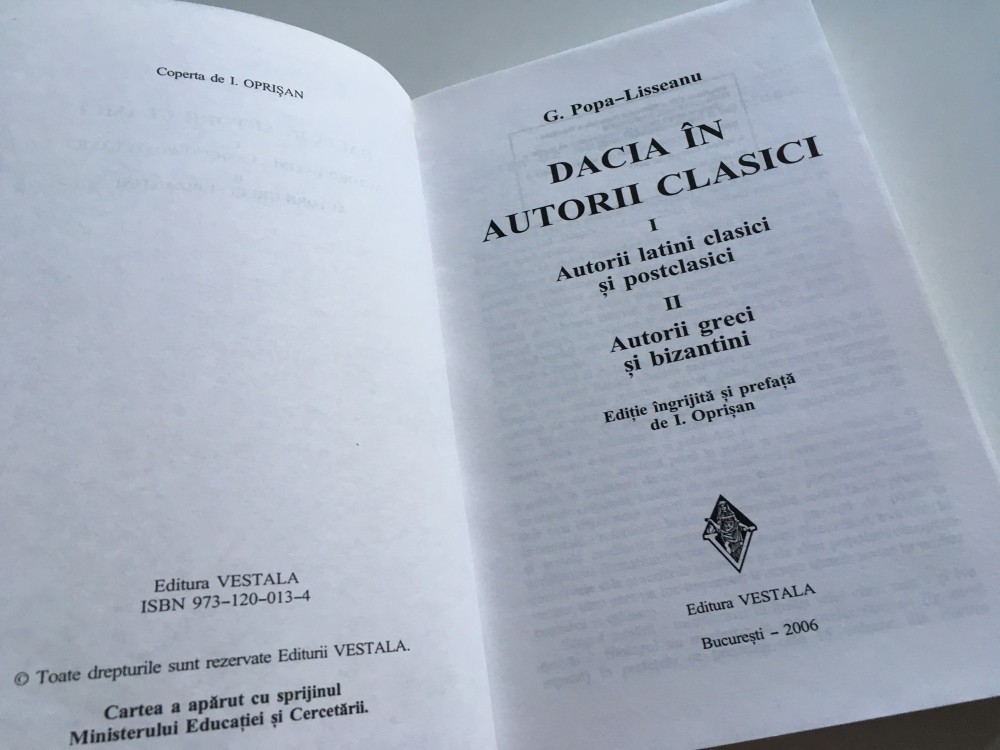 Coperta de I. OPRIȘAN
Editura VESTALA
ISBN 973-120-013-4
© Toate drepturile sunt rezervate Editurii VESTALA.
Cartea a apărut cu sprijinul
Ministerului Educației și Cercetării.
G. Popa-Lisseanu
DACIA ÎN
AUTORII CLASICI
I
Autorii latini clasici
și postclasici
II
Autorii greci
și bizantini
Ediție îngrijită și prefață
de I. Oprișan
Editura VESTALA
București - 2006